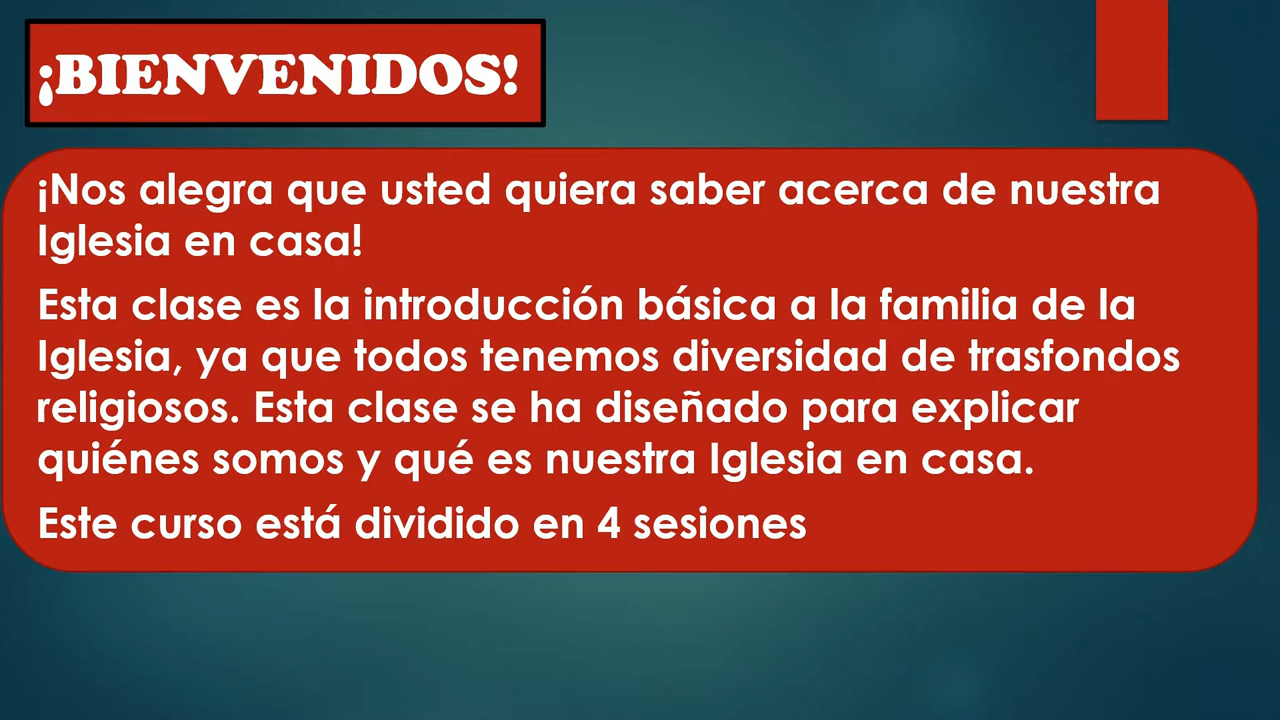 ¡BIENVENIDOS!
¡Nos alegra que usted quiera saber acerca de nuestra
Iglesia en casa!
Esta clase es la introducción básica a la familia de la
Iglesia, ya que todos tenemos diversidad de trasfondos
religiosos. Esta clase se ha diseñado para explicar
quiénes somos y qué es nuestra Iglesia en casa.
Este curso está dividido en 4 sesiones